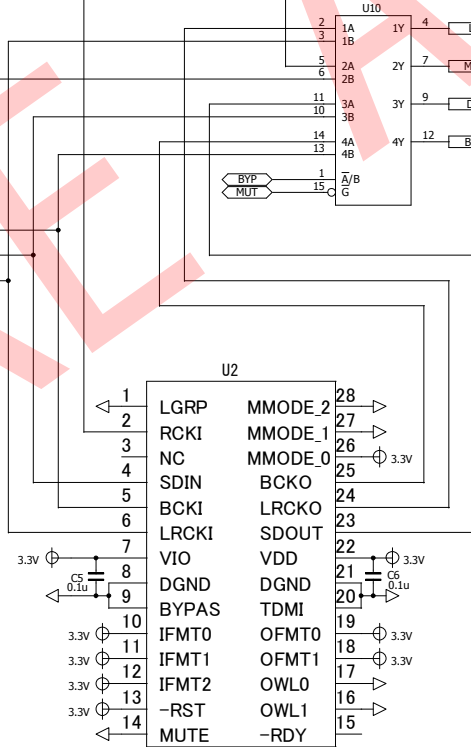 U10
2 1A 1Y 4
3 1B
5 2A 2Y 7
6 2B
11 3A 3Y 9
10 3B
14 4A 4Y 12
13 4B
BYP 1 A/B
MUT 15 G
U2
1 LGRP MMODE_2 28
2 RCKI MMODE_1 27
3 NC MMODE_0 26 3.3V
4 SDIN BCKO 25
5 BCKI LRCKO 24
6 LRCKI SDOUT 23
3.3V 7 VIO VDD 22 3.3V
C5 0.1u 8 DGND DGND 21 C6 0.1u
9 BYPAS TDMI 20
3.3V 10 IFMT0 OFMT0 19 3.3V
3.3V 11 IFMT1 OFMT1 18 3.3V
3.3V 12 IFMT2 OWL0 17
3.3V 13 -RST OWL1 16
14 MUTE -RDY 15